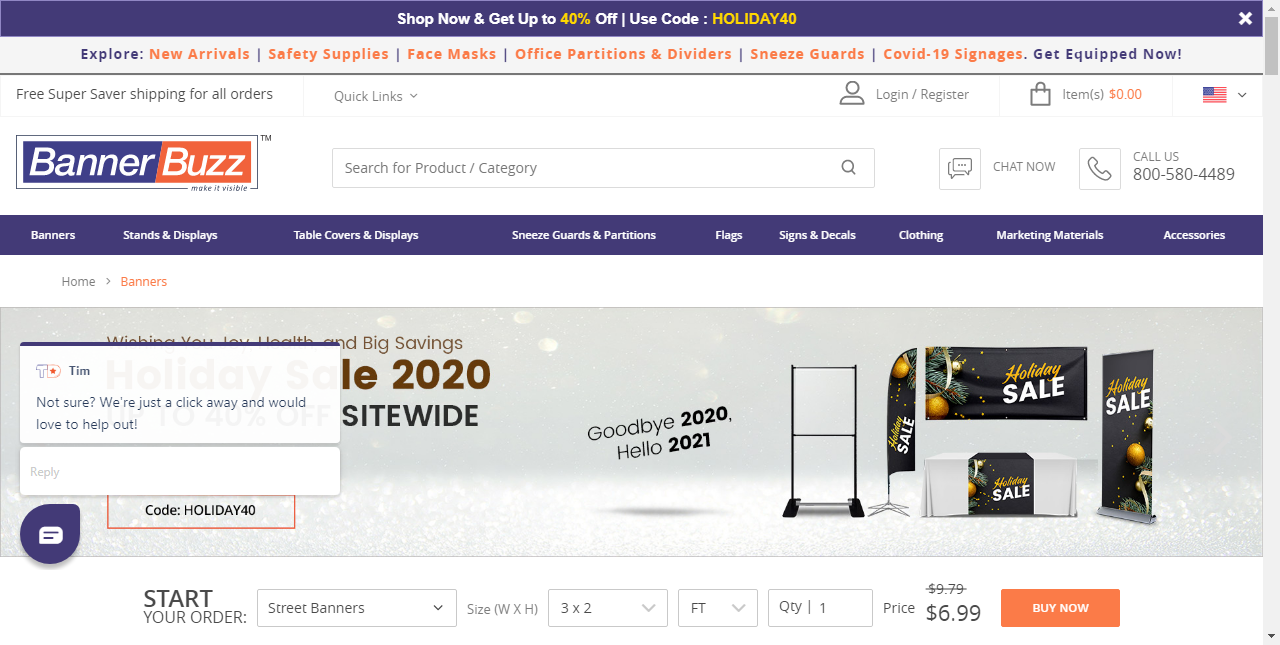 Shop Now & Get Up to 40% Off | Use Code : HOLIDAY40
Explore: New Arrivals | Safety Supplies | Face Masks | Office Partitions & Dividers | Sneeze Guards | Covid-19 Signages. Get Equipped Now!
Free Super Saver shipping for all orders
Quick Links
Login / Register
Item(s) $0.00
BannerBuzz TM
make it visible
Search for Product / Category
CHAT NOW
CALL US
800-580-4489
Banners
Stands & Displays
Table Covers & Displays
Sneeze Guards & Partitions
Flags
Signs & Decals
Clothing
Marketing Materials
Accessories
Home > Banners
Wishing You Joy, Health, and Big Savings
Holiday Sale 2020
UP TO 40% OFF SITEWIDE
Code: HOLIDAY40
Tim
Not sure? We're just a click away and would
love to help out!
Reply
Goodbye 2020,
Hello 2021
SALE
Holiday
SALE
Holiday
SALE
Holiday
SALE
START
YOUR ORDER:
Street Banners
Size (W X H)
3 x 2
FT
Qty | 1
Price
$9.79
$6.99
BUY NOW